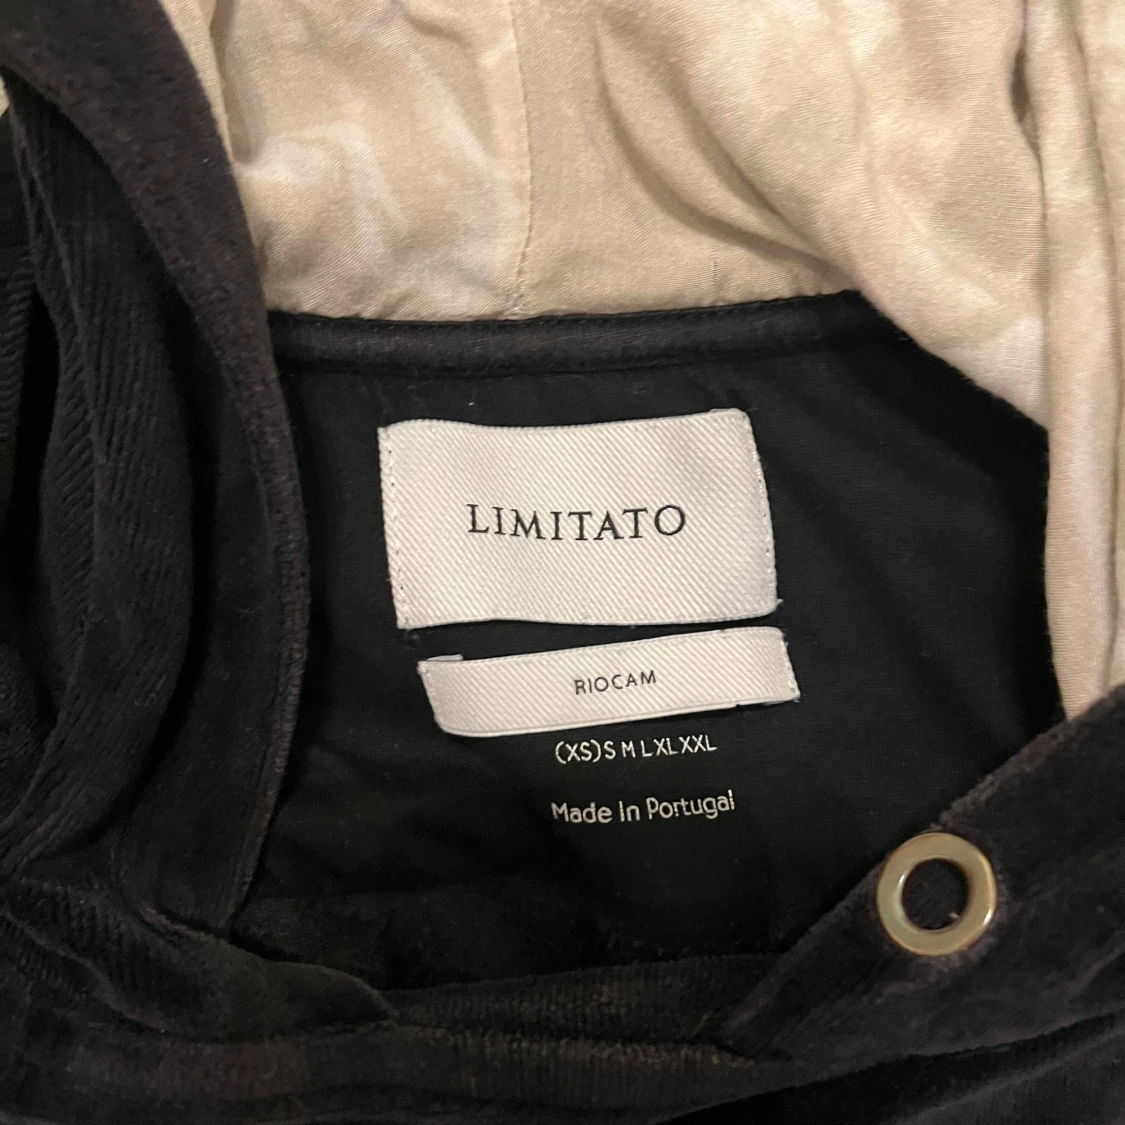 LIMITATO
RIOCAM
(XS) S M L XL XXL
Made In Portugal